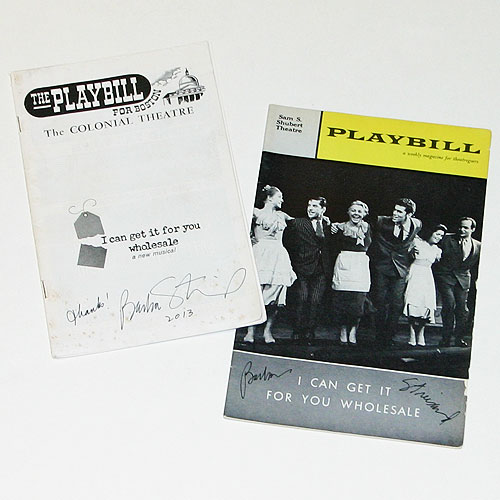 THE PLAYBILL
FOR BOSTON
The COLONIAL THEATRE
I can get it for you
wholesale
a new musical
thanks! Barbra Streisand
2013
Sam S.
Shubert
Theatre
PLAYBILL
a weekly magazine for theatregoers
Barbra Streisand
I CAN GET IT
FOR YOU WHOLESALE